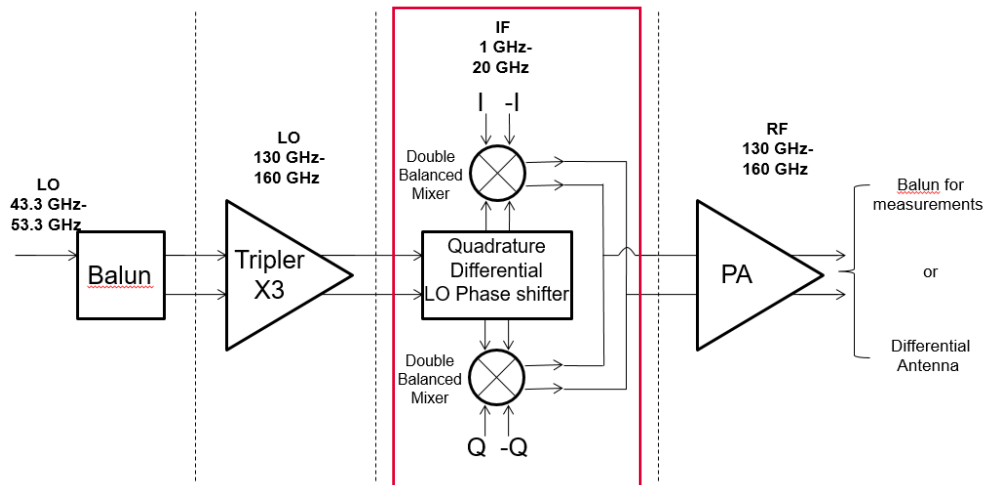 LO
43.3 GHz-
53.3 GHz
Balun
LO
130 GHz-
160 GHz
Tripler
X3
IF
1 GHz-
20 GHz
I -I
Double
Balanced
Mixer
Quadrature
Differential
LO Phase shifter
Double
Balanced
Mixer
Q -Q
RF
130 GHz-
160 GHz
PA
Balun for
measurements
or
Differential
Antenna